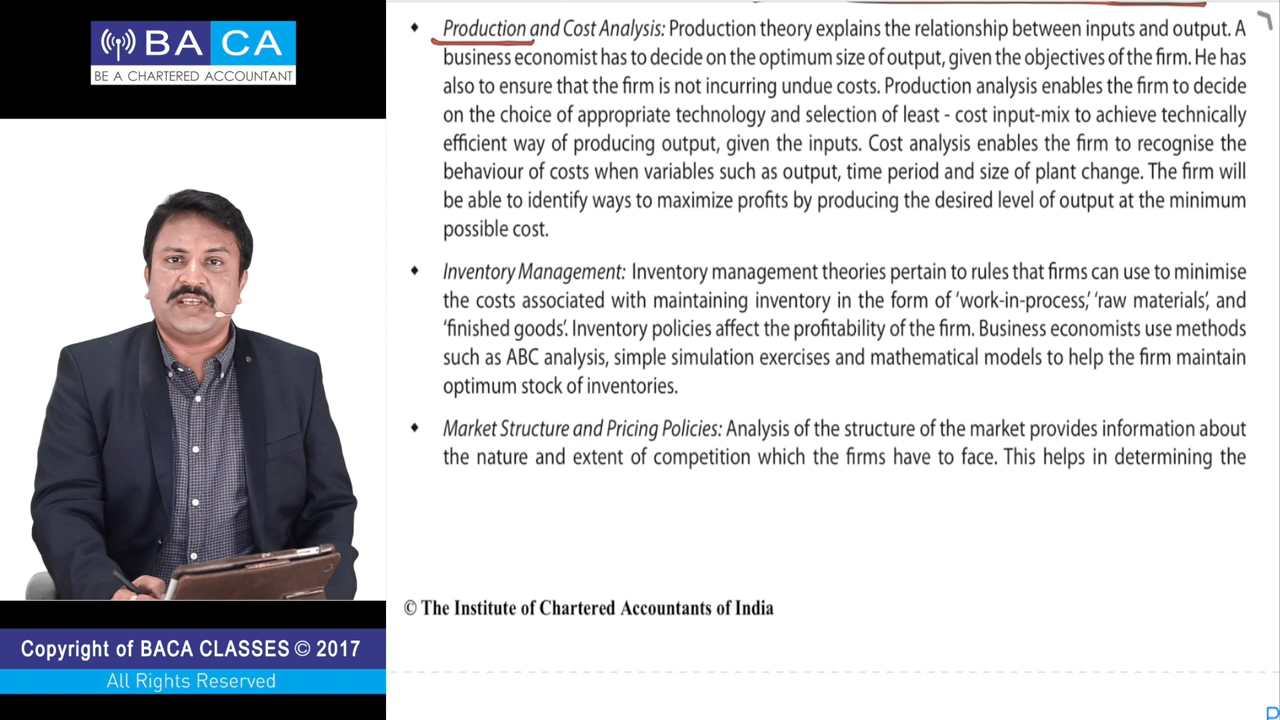 BA CA
BE A CHARTERED ACCOUNTANT
Copyright of BACA CLASSES © 2017
All Rights Reserved
♦ Production and Cost Analysis: Production theory explains the relationship between inputs and output. A
business economist has to decide on the optimum size of output, given the objectives of the firm. He has
also to ensure that the firm is not incurring undue costs. Production analysis enables the firm to decide
on the choice of appropriate technology and selection of least - cost input-mix to achieve technically
efficient way of producing output, given the inputs. Cost analysis enables the firm to recognise the
behaviour of costs when variables such as output, time period and size of plant change. The firm will
be able to identify ways to maximize profits by producing the desired level of output at the minimum
possible cost.
♦ Inventory Management: Inventory management theories pertain to rules that firms can use to minimise
the costs associated with maintaining inventory in the form of ‘work-in-process,’ ‘raw materials’, and
‘finished goods’. Inventory policies affect the profitability of the firm. Business economists use methods
such as ABC analysis, simple simulation exercises and mathematical models to help the firm maintain
optimum stock of inventories.
♦ Market Structure and Pricing Policies: Analysis of the structure of the market provides information about
the nature and extent of competition which the firms have to face. This helps in determining the
© The Institute of Chartered Accountants of India